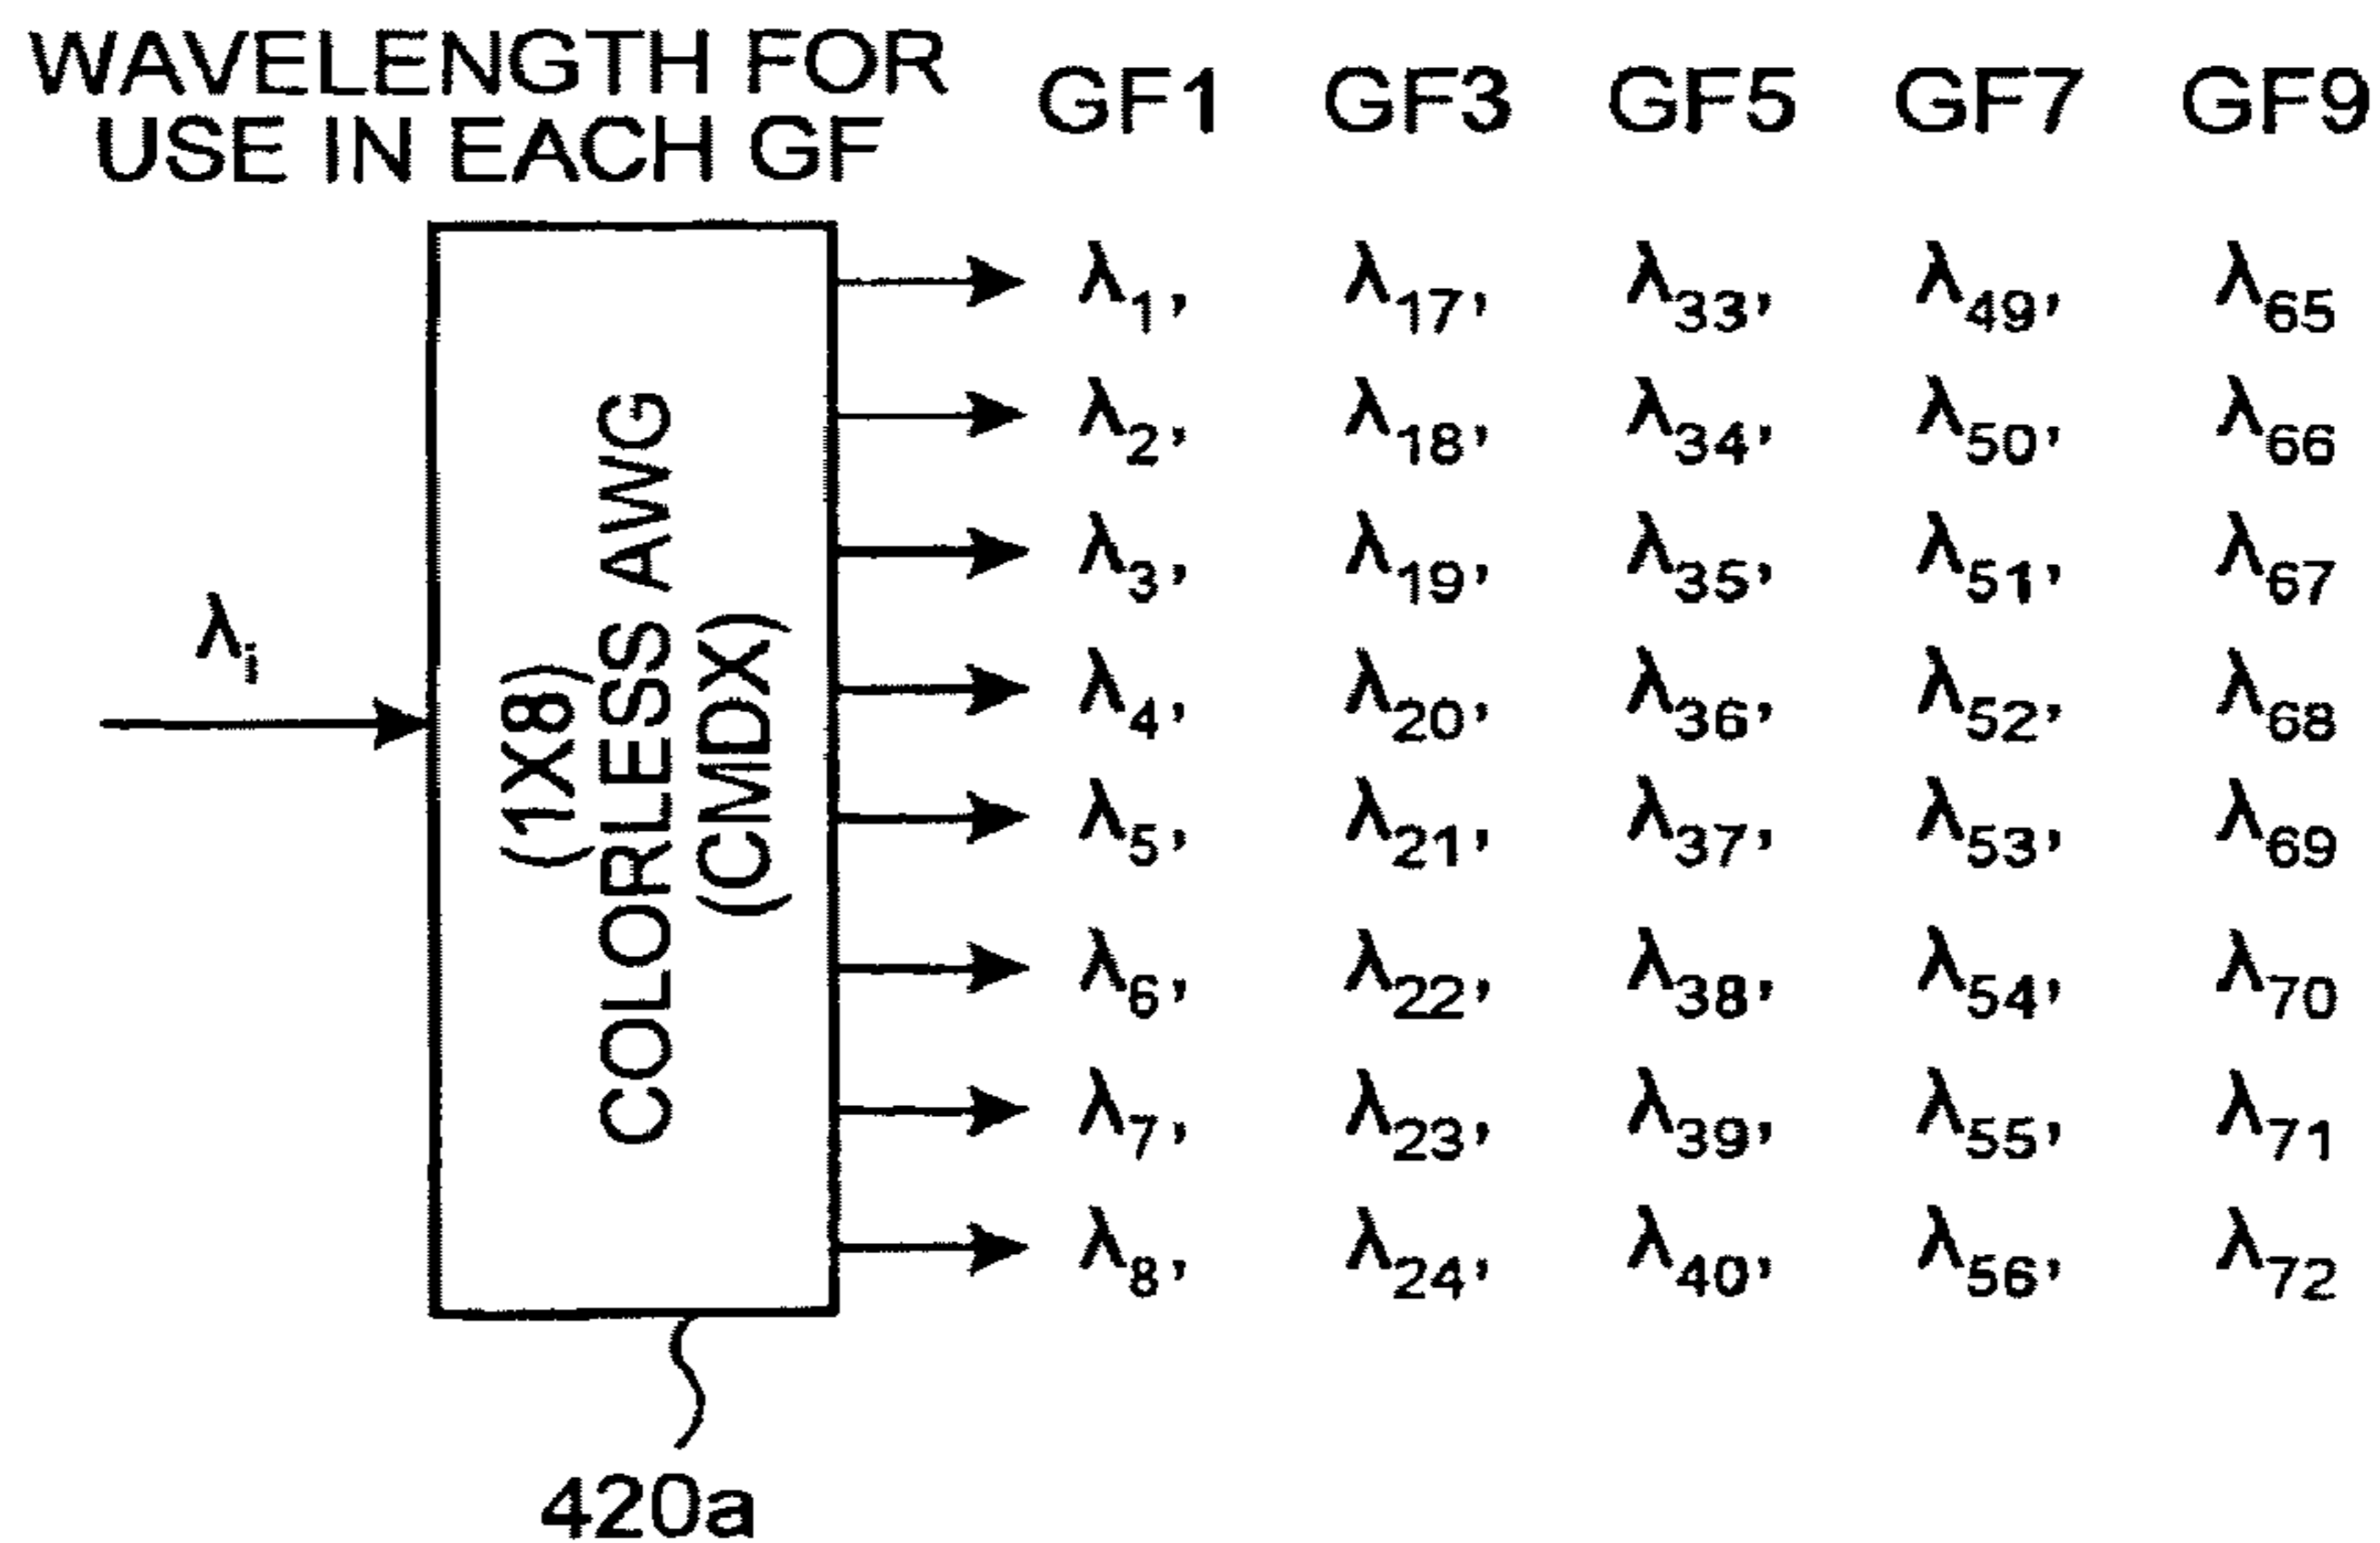 WAVELENGTH FOR
USE IN EACH GF
GF1 GF3 GF5 GF7 GF9
λ1, λ17, λ33, λ49, λ65
λ2, λ18, λ34, λ50, λ66
λ3, λ19, λ35, λ51, λ67
λ4, λ20, λ36, λ52, λ68
λ5, λ21, λ37, λ53, λ69
λ6, λ22, λ38, λ54, λ70
λ7, λ23, λ39, λ55, λ71
λ8, λ24, λ40, λ56, λ72
λi
(1X8)
COLORLESS AWG
(CMDX)
420a